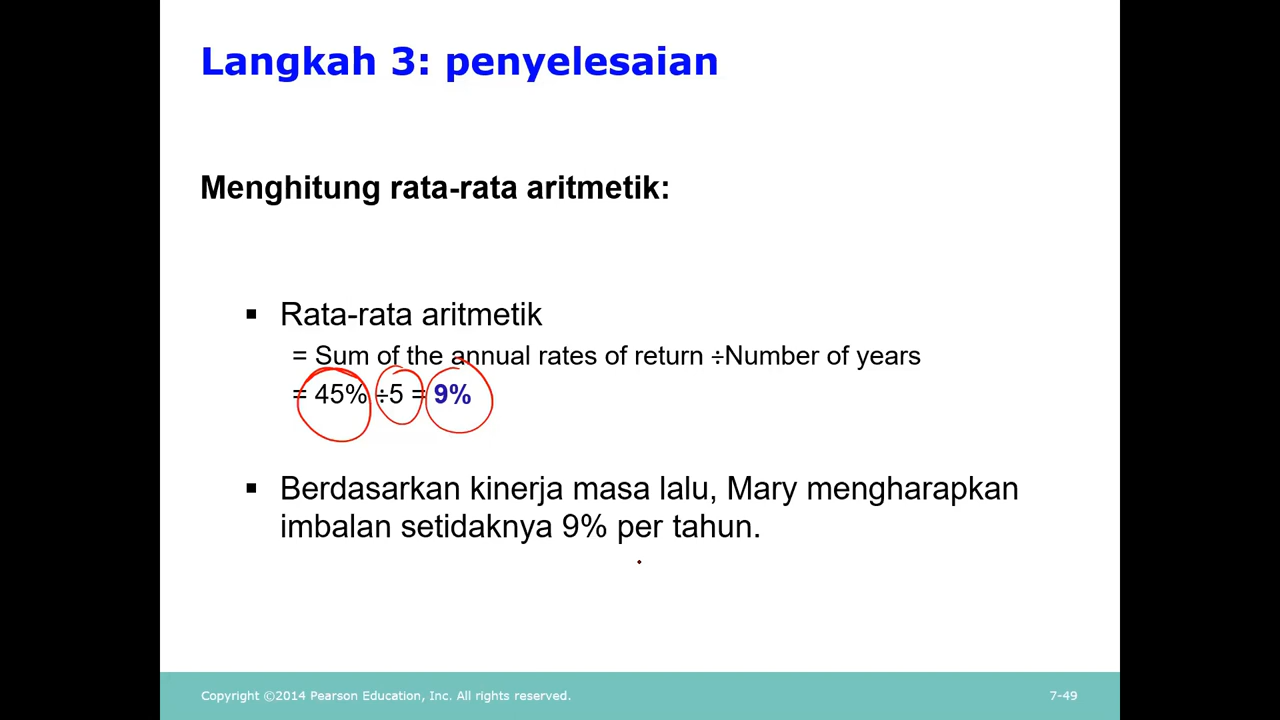 Langkah 3: penyelesaian
Menghitung rata-rata aritmetik:
▪ Rata-rata aritmetik
= Sum of the annual rates of return ÷Number of years
= 45% ÷5 = 9%
▪ Berdasarkan kinerja masa lalu, Mary mengharapkan
imbalan setidaknya 9% per tahun.
Copyright ©2014 Pearson Education, Inc. All rights reserved.
7-49